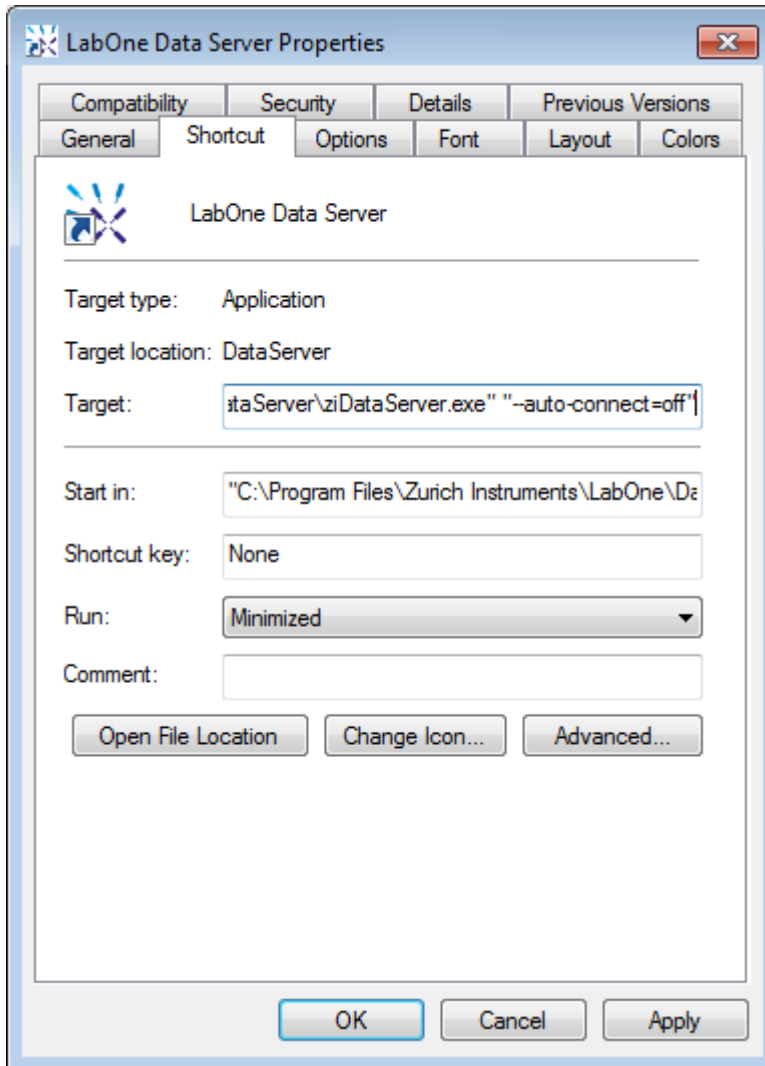 LabOne Data Server Properties
Compatibility Security Details Previous Versions
General Shortcut Options Font Layout Colors
LabOne Data Server
Target type: Application
Target location: DataServer
Target: ataServer\ziDataServer.exe" "--auto-connect=off"
Start in: "C:\Program Files\Zurich Instruments\LabOne\Da
Shortcut key: None
Run: Minimized
Comment:
Open File Location Change Icon... Advanced...
OK Cancel Apply